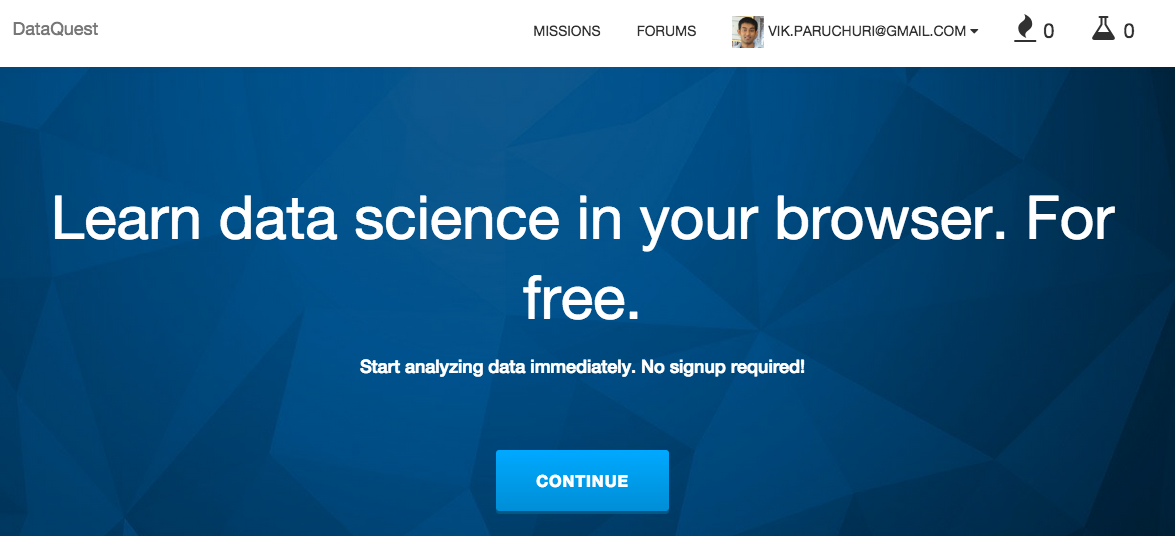 DataQuest
MISSIONS FORUMS VIK.PARUCHURI@GMAIL.COM 0 0
Learn data science in your browser. For
free.
Start analyzing data immediately. No signup required!
CONTINUE